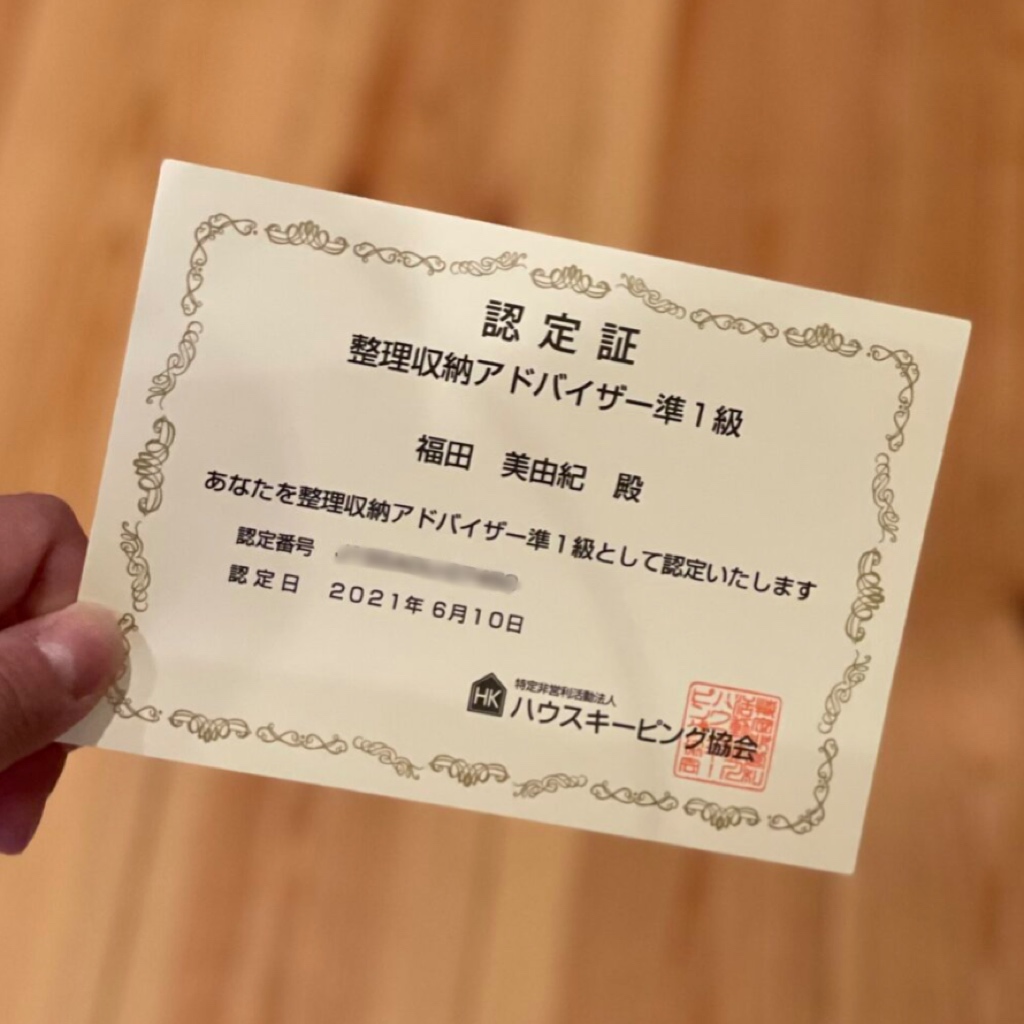 認定証
整理収納アドバイザー準1級
福田 美由紀 殿
あなたを整理収納アドバイザー準1級として認定いたします
認定番号
認定日 2021年6月10日
HK 特定非営利活動法人
ハウスキーピング協会